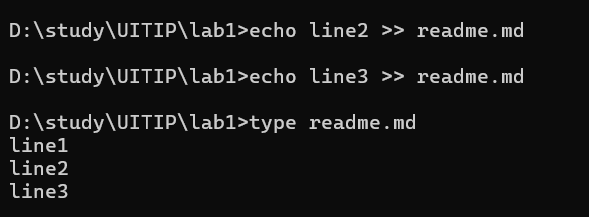 D:\study\UITIP\lab1>echo line2 >> readme.md
D:\study\UITIP\lab1>echo line3 >> readme.md
D:\study\UITIP\lab1>type readme.md
line1
line2
line3